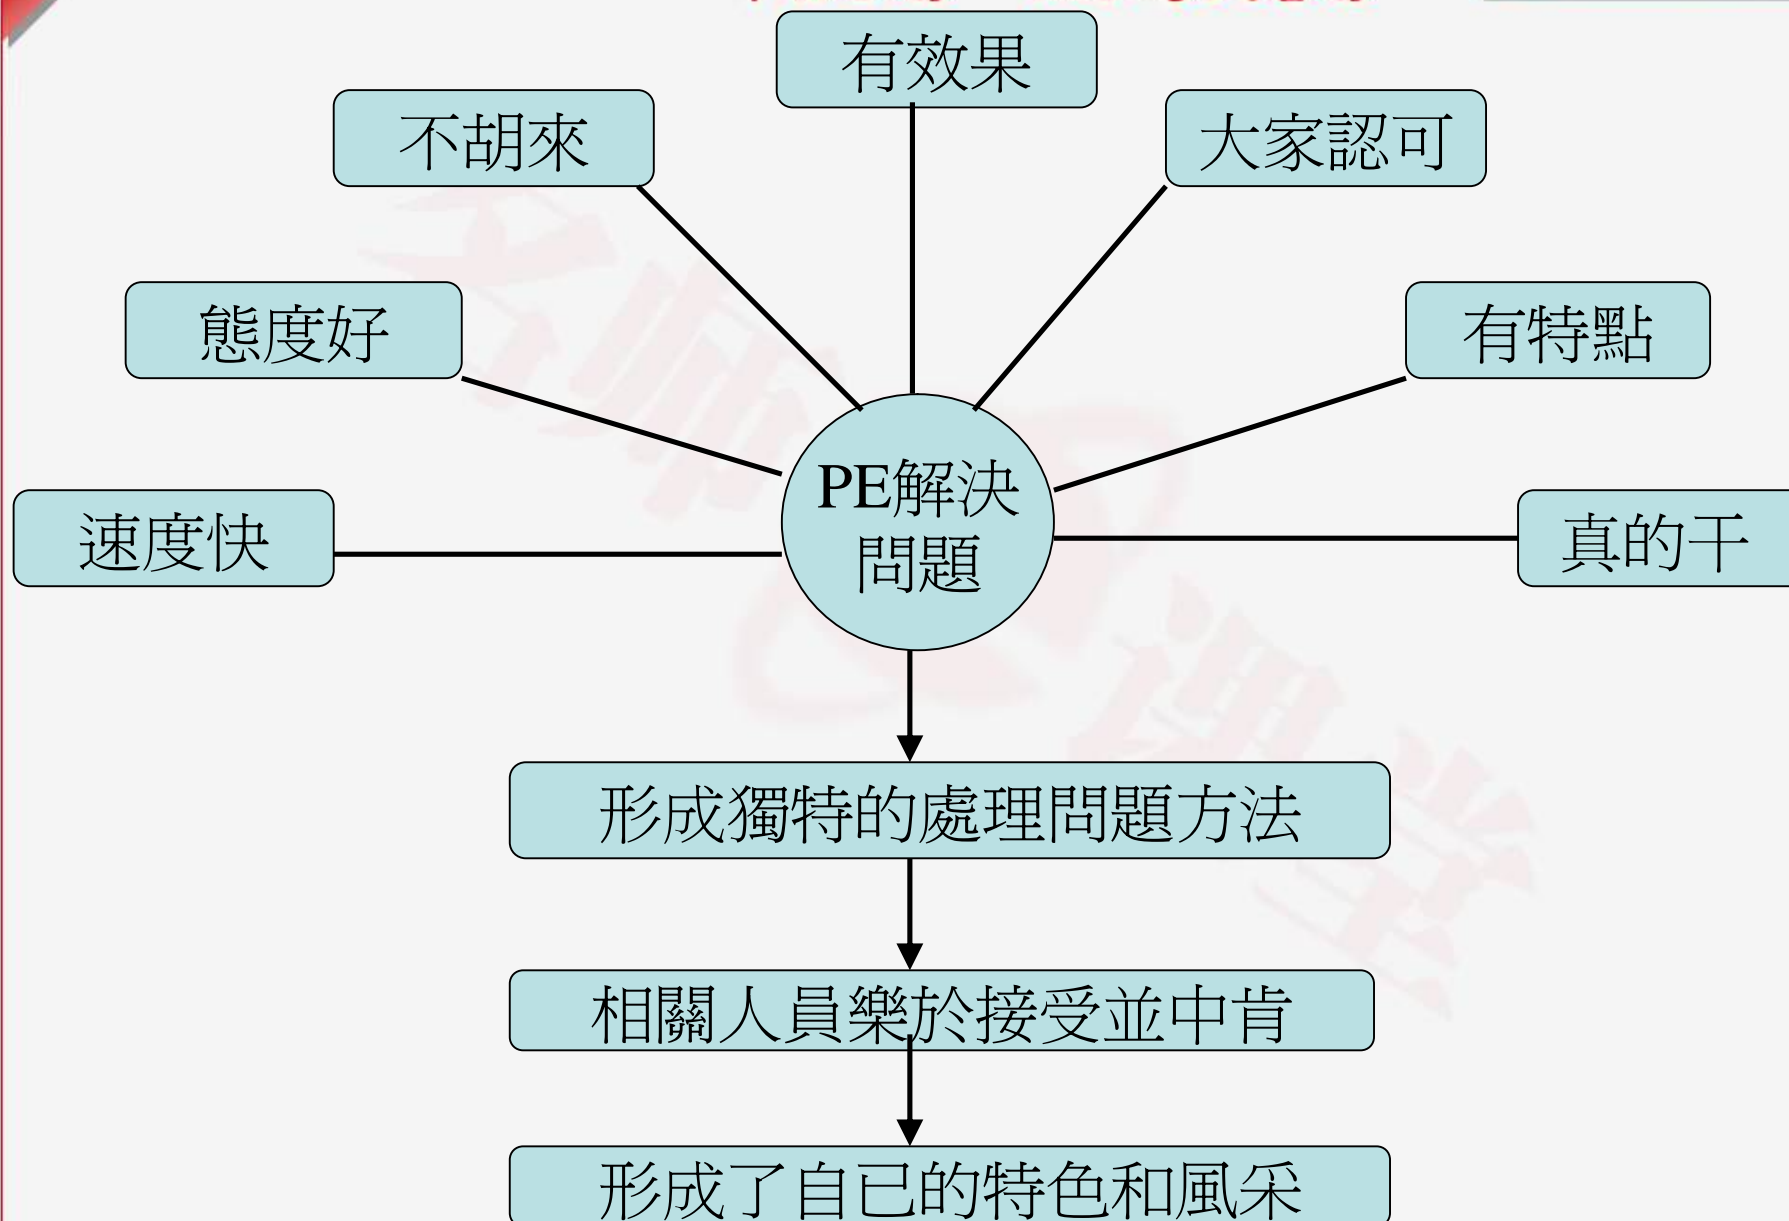 有效果
不胡來
大家認可
態度好
有特點
PE解決
問題
速度快
真的干
形成獨特的處理問題方法
相關人員樂於接受並中肯
形成了自已的特色和風采